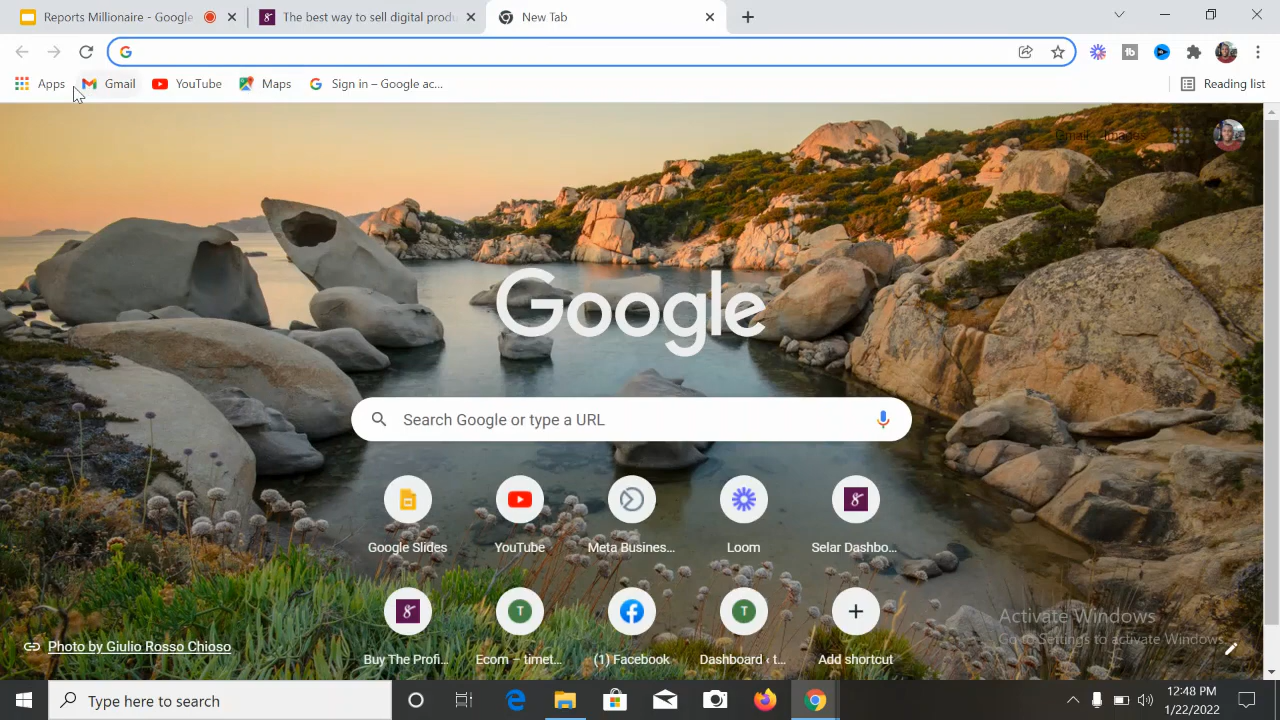 Reports Millionaire - Google
The best way to sell digital produ
New Tab
Apps
Gmail
YouTube
Maps
Sign in – Google ac...
Reading list
Gmail
Images
Google
Search Google or type a URL
Google Slides
YouTube
Meta Busines...
Loom
Selar Dashbo...
Buy The Profi...
Ecom – timet...
(1) Facebook
Dashboard ‹ t...
Add shortcut
Photo by Giulio Rosso Chioso
Activate Windows
Go to Settings to activate Windows.
Type here to search
12:48 PM
1/22/2022